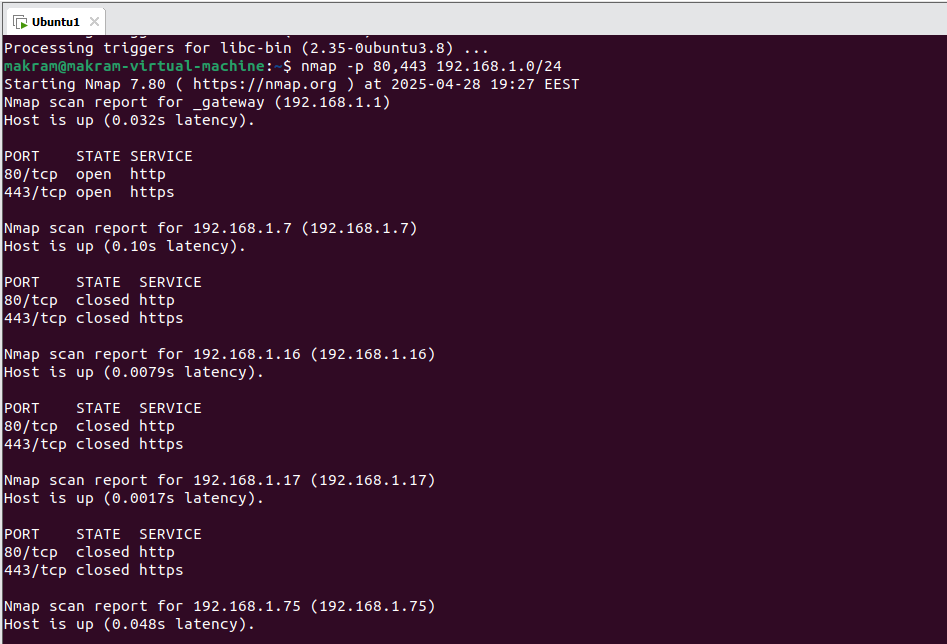 Ubuntu1
Processing triggers for libc-bin (2.35-0ubuntu3.8) ...
makram@makram-virtual-machine:~$ nmap -p 80,443 192.168.1.0/24
Starting Nmap 7.80 ( https://nmap.org ) at 2025-04-28 19:27 EEST
Nmap scan report for _gateway (192.168.1.1)
Host is up (0.032s latency).

PORT    STATE SERVICE
80/tcp  open  http
443/tcp open  https

Nmap scan report for 192.168.1.7 (192.168.1.7)
Host is up (0.10s latency).

PORT    STATE  SERVICE
80/tcp  closed http
443/tcp closed https

Nmap scan report for 192.168.1.16 (192.168.1.16)
Host is up (0.0079s latency).

PORT    STATE  SERVICE
80/tcp  closed http
443/tcp closed https

Nmap scan report for 192.168.1.17 (192.168.1.17)
Host is up (0.0017s latency).

PORT    STATE  SERVICE
80/tcp  closed http
443/tcp closed https

Nmap scan report for 192.168.1.75 (192.168.1.75)
Host is up (0.048s latency).